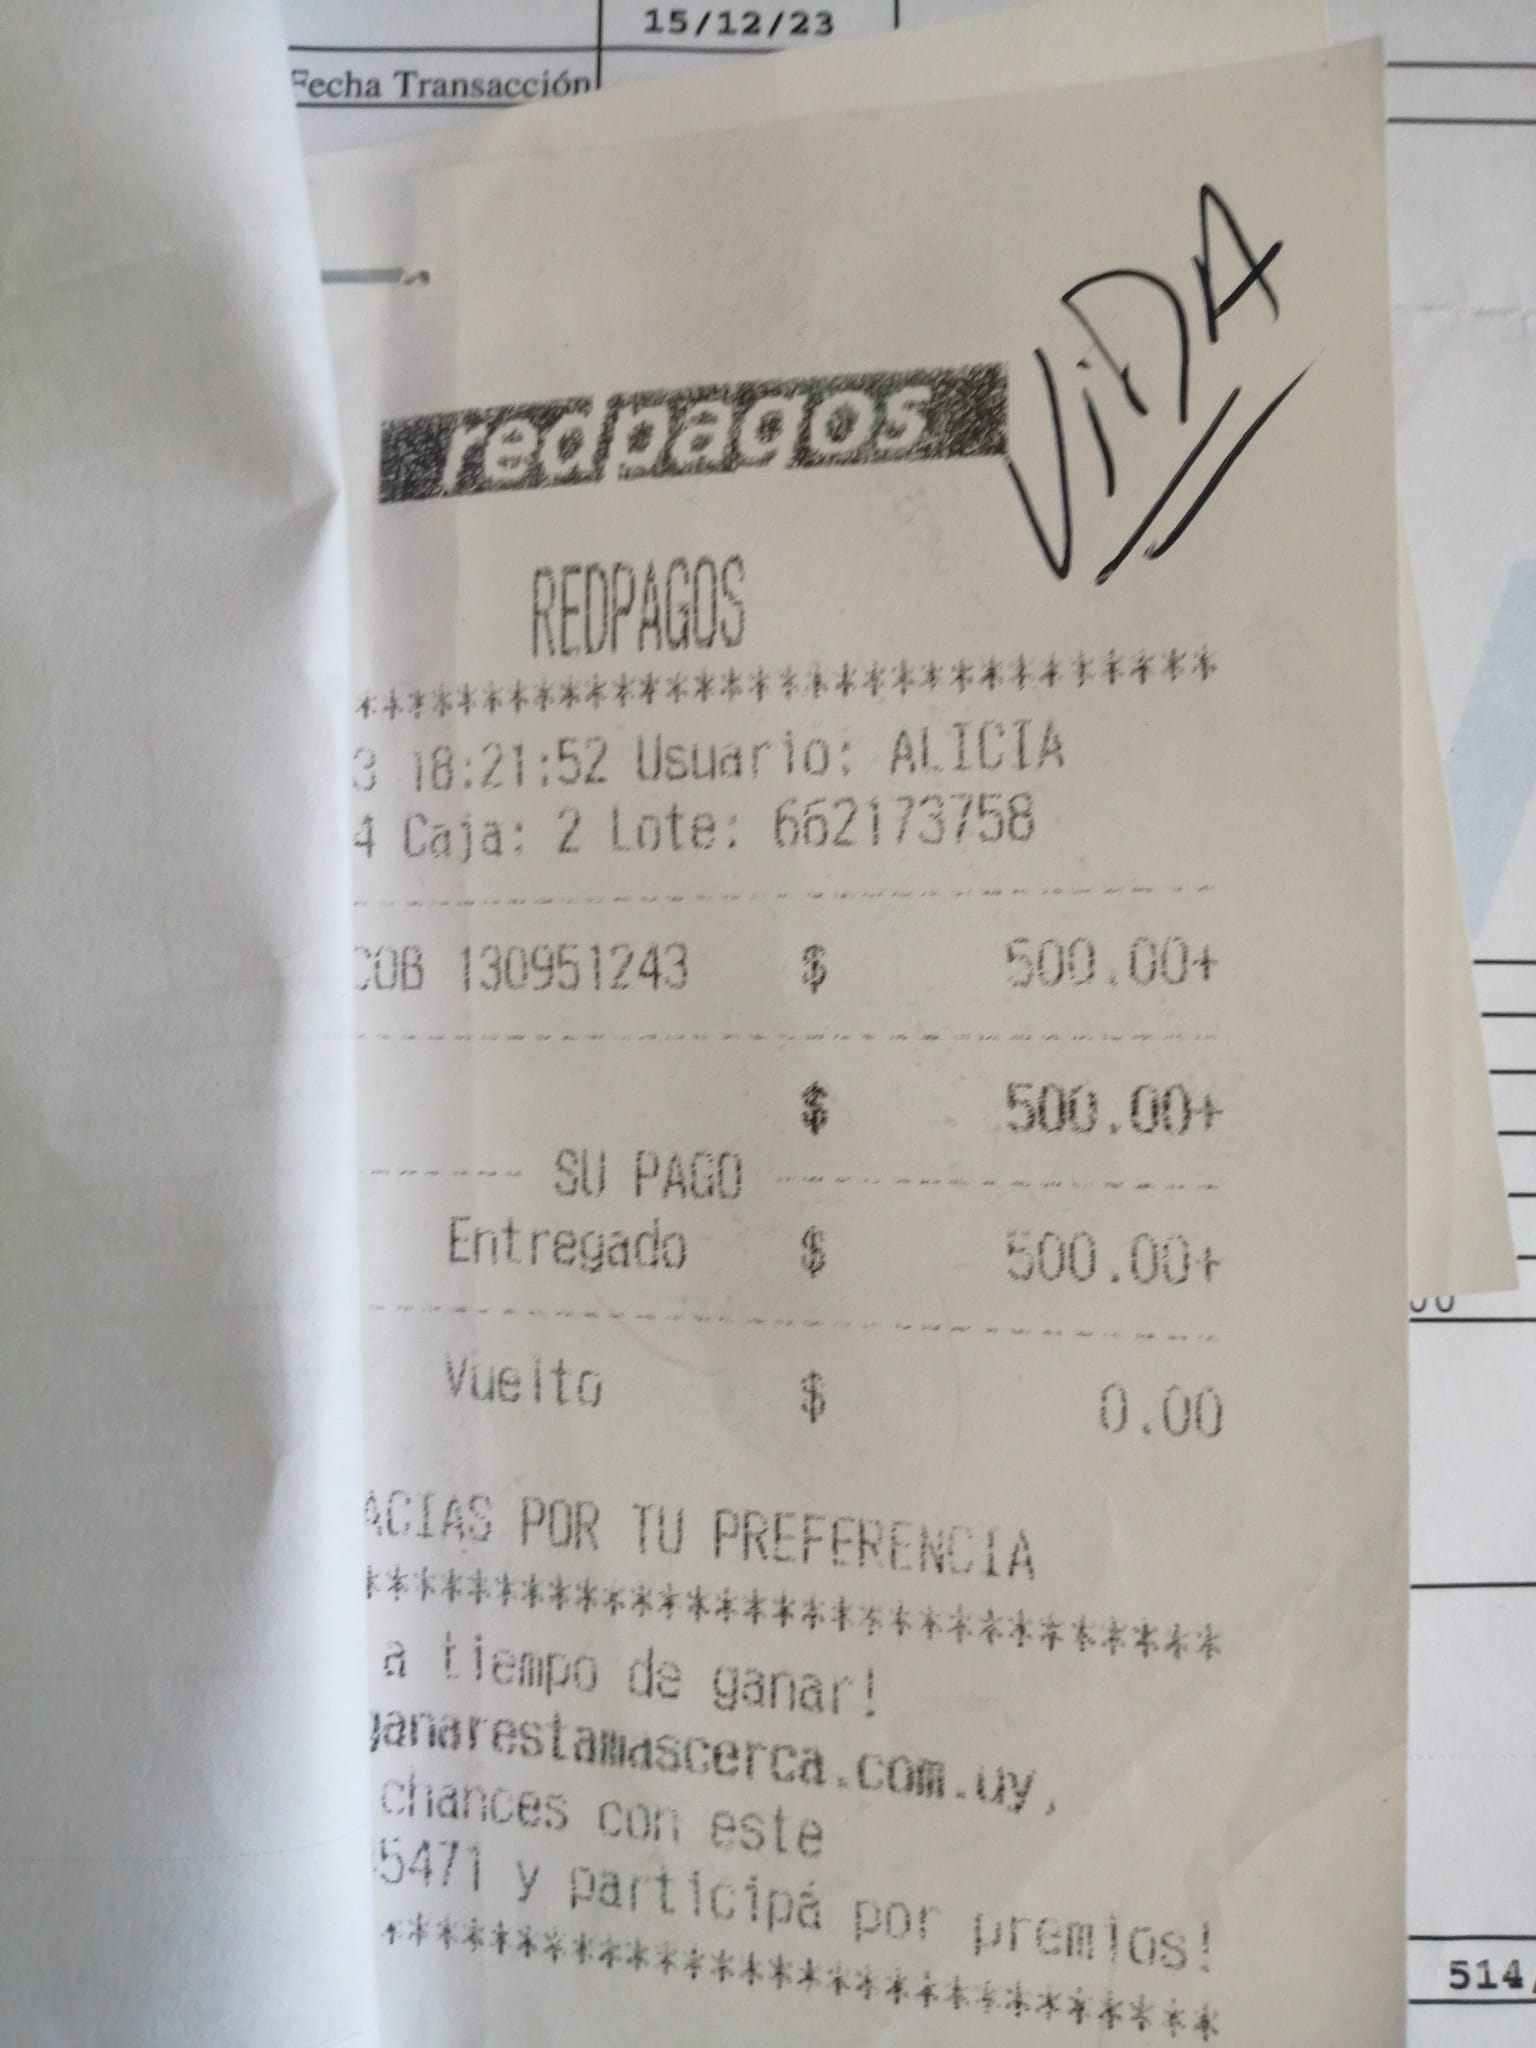 15/12/23
Fecha Transacción
VIDA
redpagos
REDPAGOS
******************************
3 18:21:52 Usuario: ALICIA
4 Caja: 2 Lote: 662173758
COB 130951243 $ 500.00+
$ 500.00+
SU PAGO
Entregado $ 500.00+
Vuelto $ 0.00
ACIAS POR TU PREFERENCIA
******************************
a tiempo de ganar!
ganarestamascerca.com.uy,
chances con este
5471 y participá por premios!
******************************
00
514